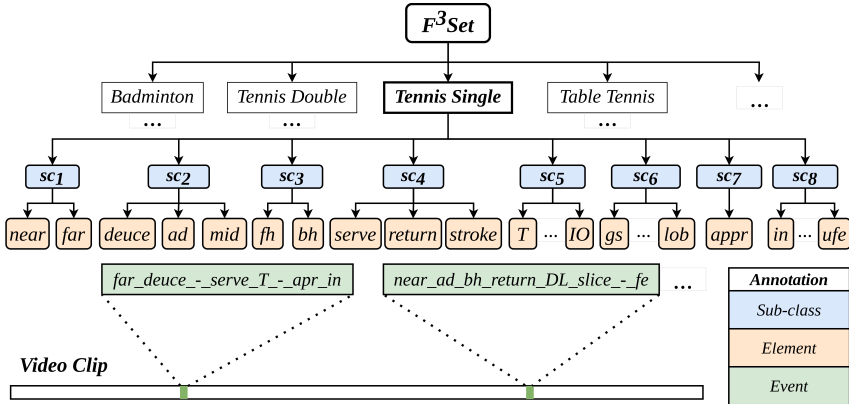 F³Set
Badminton Tennis Double Tennis Single Table Tennis ...
... ... ...
sc₁ sc₂ sc₃ sc₄ sc₅ sc₆ sc₇ sc₈
near far deuce ad mid fh bh serve return stroke T ... IO gs ... lob appr in ... ufe
far_deuce_-_serve_T_-_apr_in near_ad_bh_return_DL_slice_-_fe ...
Annotation
Sub-class
Element
Event
Video Clip